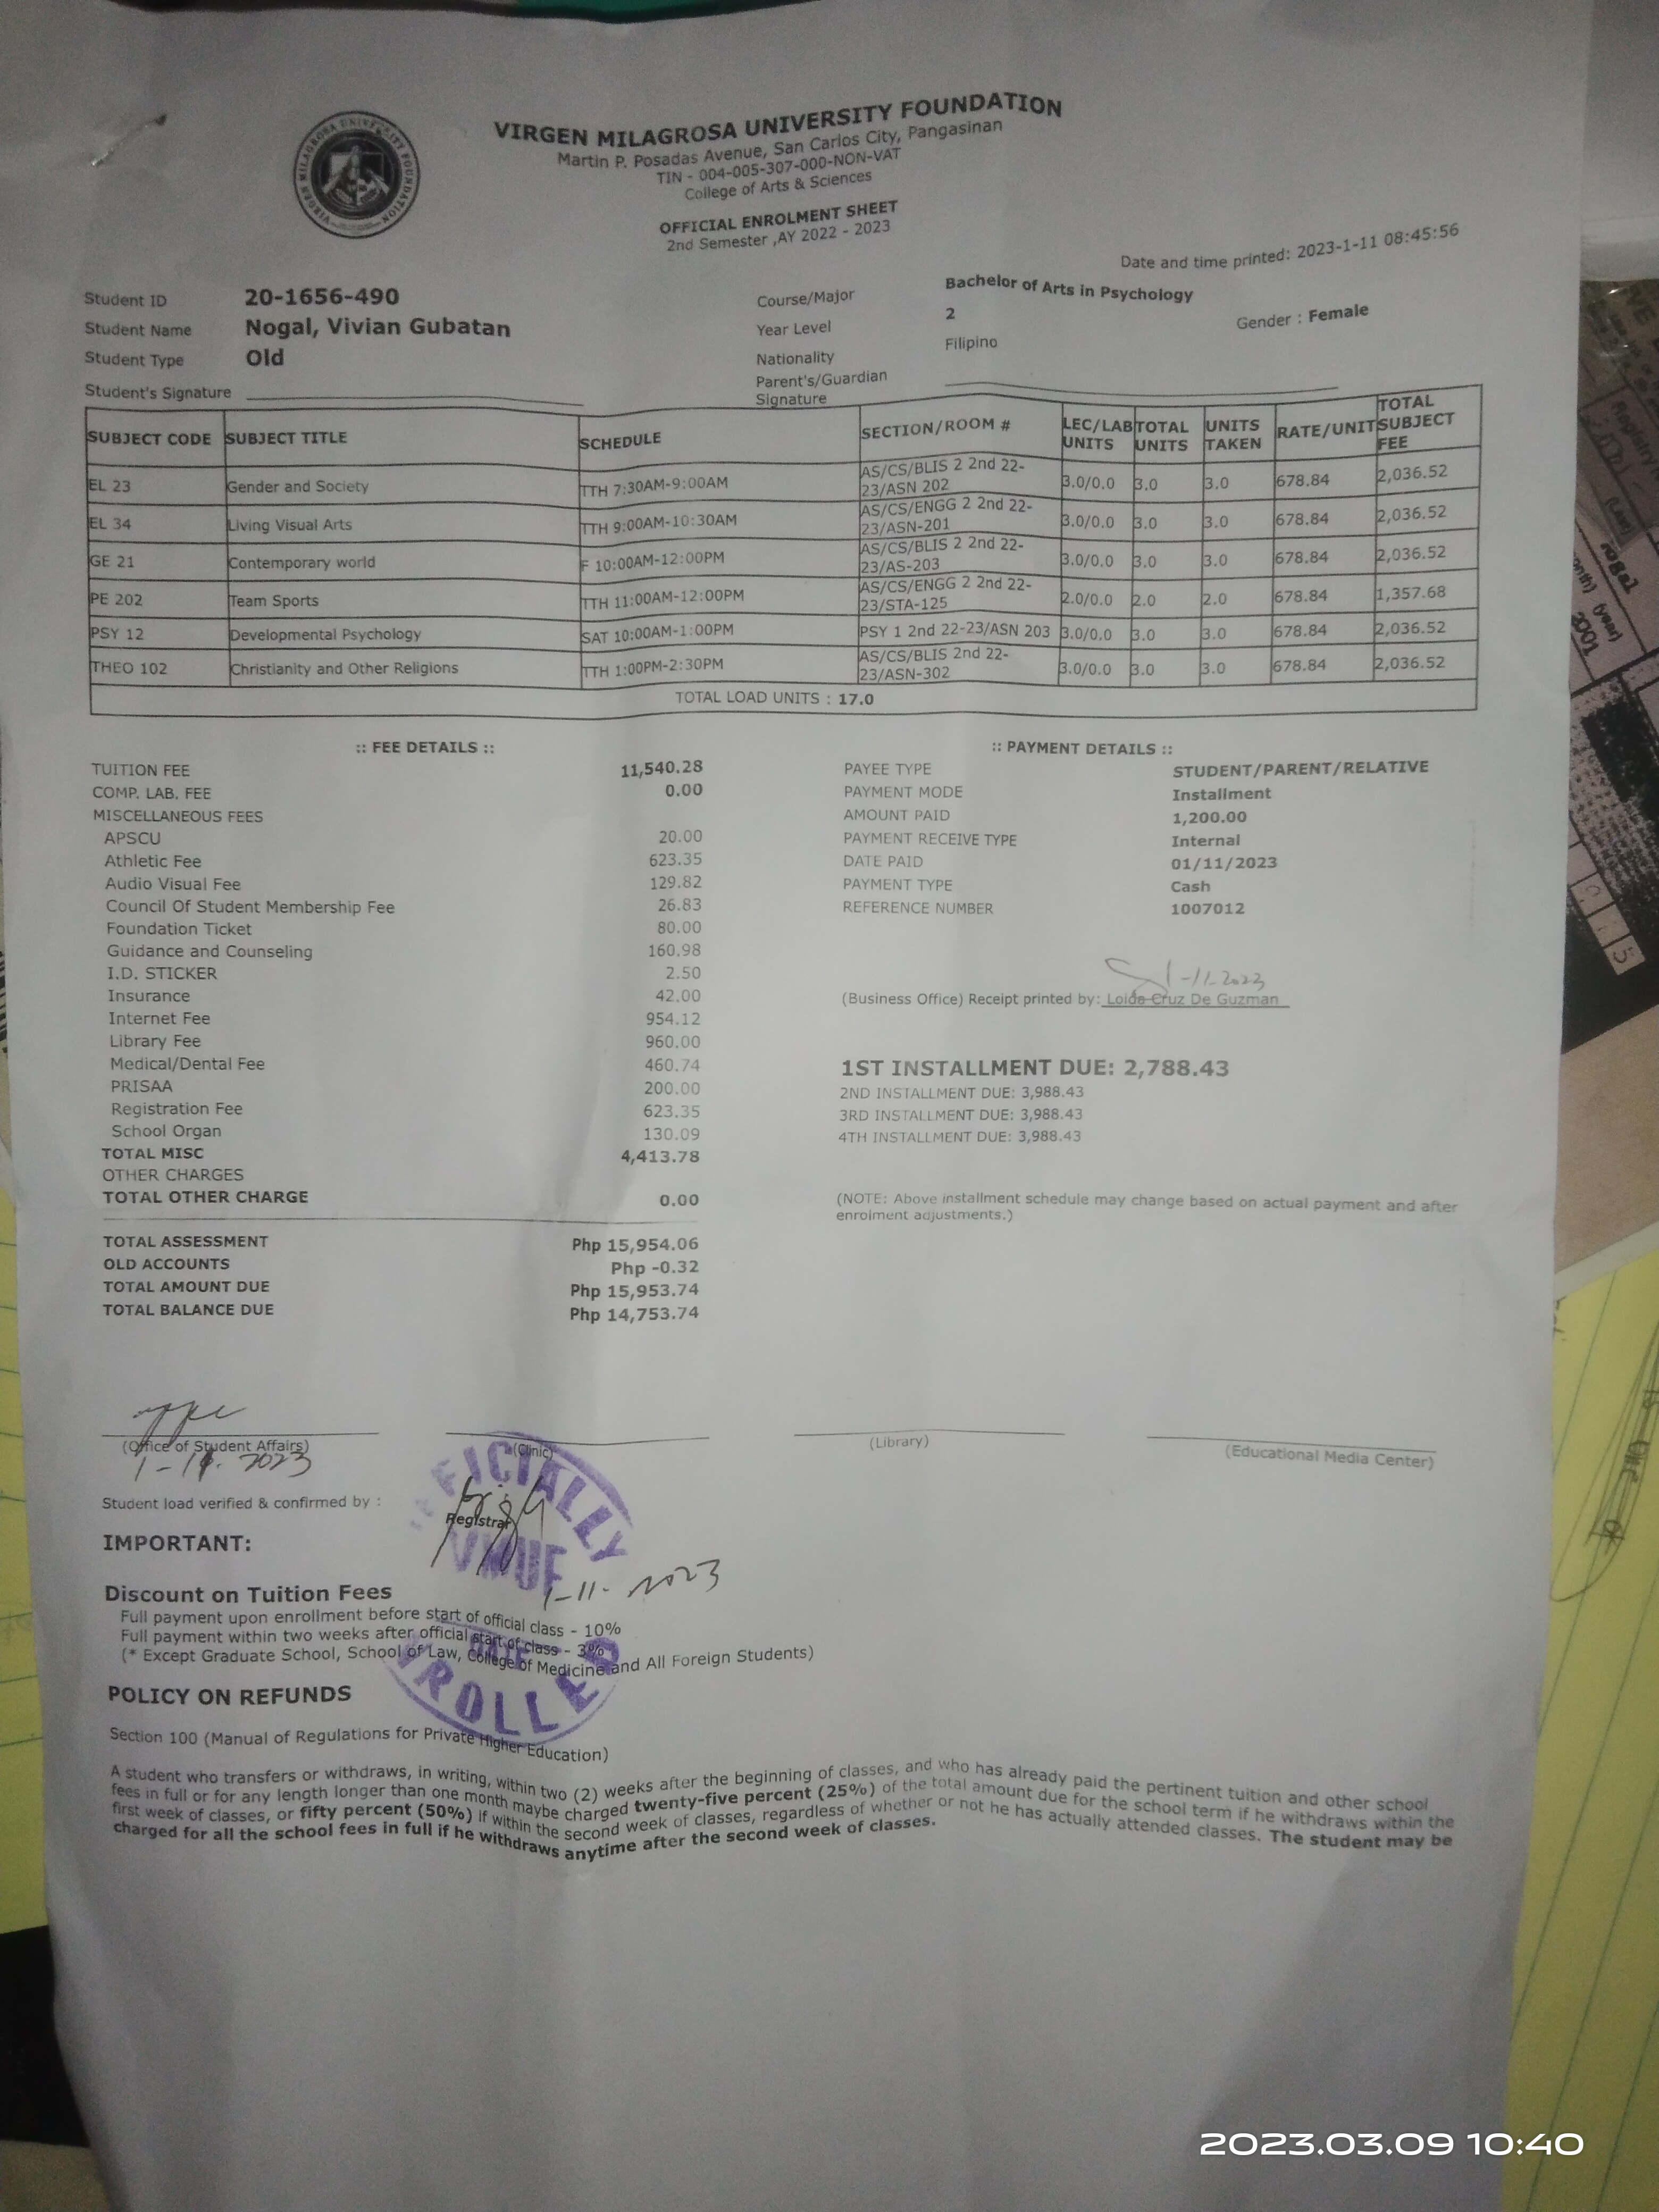 VIRGEN MILAGROSA UNIVERSITY FOUNDATION
Martin P. Posadas Avenue, San Carlos City, Pangasinan
TIN - 004-005-307-000-NON-VAT
College of Arts & Sciences
OFFICIAL ENROLMENT SHEET
2nd Semester ,AY 2022 - 2023
Date and time printed: 2023-1-11 08:45:56
Student ID 20-1656-490
Student Name Nogal, Vivian Gubatan
Student Type Old
Student's Signature
Course/Major Bachelor of Arts in Psychology
Year Level 2 Gender : Female
Nationality Filipino
Parent's/Guardian
Signature
SUBJECT CODE SUBJECT TITLE SCHEDULE SECTION/ROOM # LEC/LAB UNITS TOTAL UNITS UNITS TAKEN RATE/UNIT TOTAL SUBJECT FEE
EL 23 Gender and Society TTH 7:30AM-9:00AM AS/CS/BLIS 2 2nd 22-23/ASN 202 3.0/0.0 3.0 3.0 678.84 2,036.52
EL 34 Living Visual Arts TTH 9:00AM-10:30AM AS/CS/ENGG 2 2nd 22-23/ASN-201 3.0/0.0 3.0 3.0 678.84 2,036.52
GE 21 Contemporary world F 10:00AM-12:00PM AS/CS/BLIS 2 2nd 22-23/AS-203 3.0/0.0 3.0 3.0 678.84 2,036.52
PE 202 Team Sports TTH 11:00AM-12:00PM AS/CS/ENGG 2 2nd 22-23/STA-125 2.0/0.0 2.0 2.0 678.84 1,357.68
PSY 12 Developmental Psychology SAT 10:00AM-1:00PM PSY 1 2nd 22-23/ASN 203 3.0/0.0 3.0 3.0 678.84 2,036.52
THEO 102 Christianity and Other Religions TTH 1:00PM-2:30PM AS/CS/BLIS 2nd 22-23/ASN-302 3.0/0.0 3.0 3.0 678.84 2,036.52
TOTAL LOAD UNITS : 17.0
:: FEE DETAILS ::
TUITION FEE 11,540.28
COMP. LAB. FEE 0.00
MISCELLANEOUS FEES
APSCU 20.00
Athletic Fee 623.35
Audio Visual Fee 129.82
Council Of Student Membership Fee 26.83
Foundation Ticket 80.00
Guidance and Counseling 160.98
I.D. STICKER 2.50
Insurance 42.00
Internet Fee 954.12
Library Fee 960.00
Medical/Dental Fee 460.74
PRISAA 200.00
Registration Fee 623.35
School Organ 130.09
TOTAL MISC 4,413.78
OTHER CHARGES
TOTAL OTHER CHARGE 0.00
TOTAL ASSESSMENT Php 15,954.06
OLD ACCOUNTS Php -0.32
TOTAL AMOUNT DUE Php 15,953.74
TOTAL BALANCE DUE Php 14,753.74
:: PAYMENT DETAILS ::
PAYEE TYPE STUDENT/PARENT/RELATIVE
PAYMENT MODE Installment
AMOUNT PAID 1,200.00
PAYMENT RECEIVE TYPE Internal
DATE PAID 01/11/2023
PAYMENT TYPE Cash
REFERENCE NUMBER 1007012
1-11-2023
(Business Office) Receipt printed by: Loida Cruz De Guzman
1ST INSTALLMENT DUE: 2,788.43
2ND INSTALLMENT DUE: 3,988.43
3RD INSTALLMENT DUE: 3,988.43
4TH INSTALLMENT DUE: 3,988.43
(NOTE: Above installment schedule may change based on actual payment and after
enrolment adjustments.)
(Office of Student Affairs) (Clinic) (Library) (Educational Media Center)
1-11-2023
Student load verified & confirmed by :
Registrar
OFFICIALLY
VMUF
1-11-2023
DATE
ENROLLED
IMPORTANT:
Discount on Tuition Fees
Full payment upon enrollment before start of official class - 10%
Full payment within two weeks after official start of class - 3%
(* Except Graduate School, School of Law, College of Medicine and All Foreign Students)
POLICY ON REFUNDS
Section 100 (Manual of Regulations for Private Higher Education)
A student who transfers or withdraws, in writing, within two (2) weeks after the beginning of classes, and who has already paid the pertinent tuition and other school
fees in full or for any length longer than one month maybe charged twenty-five percent (25%) of the total amount due for the school term if he withdraws within the
first week of classes, or fifty percent (50%) if within the second week of classes, regardless of whether or not he has actually attended classes. The student may be
charged for all the school fees in full if he withdraws anytime after the second week of classes.
2023.03.09 10:40